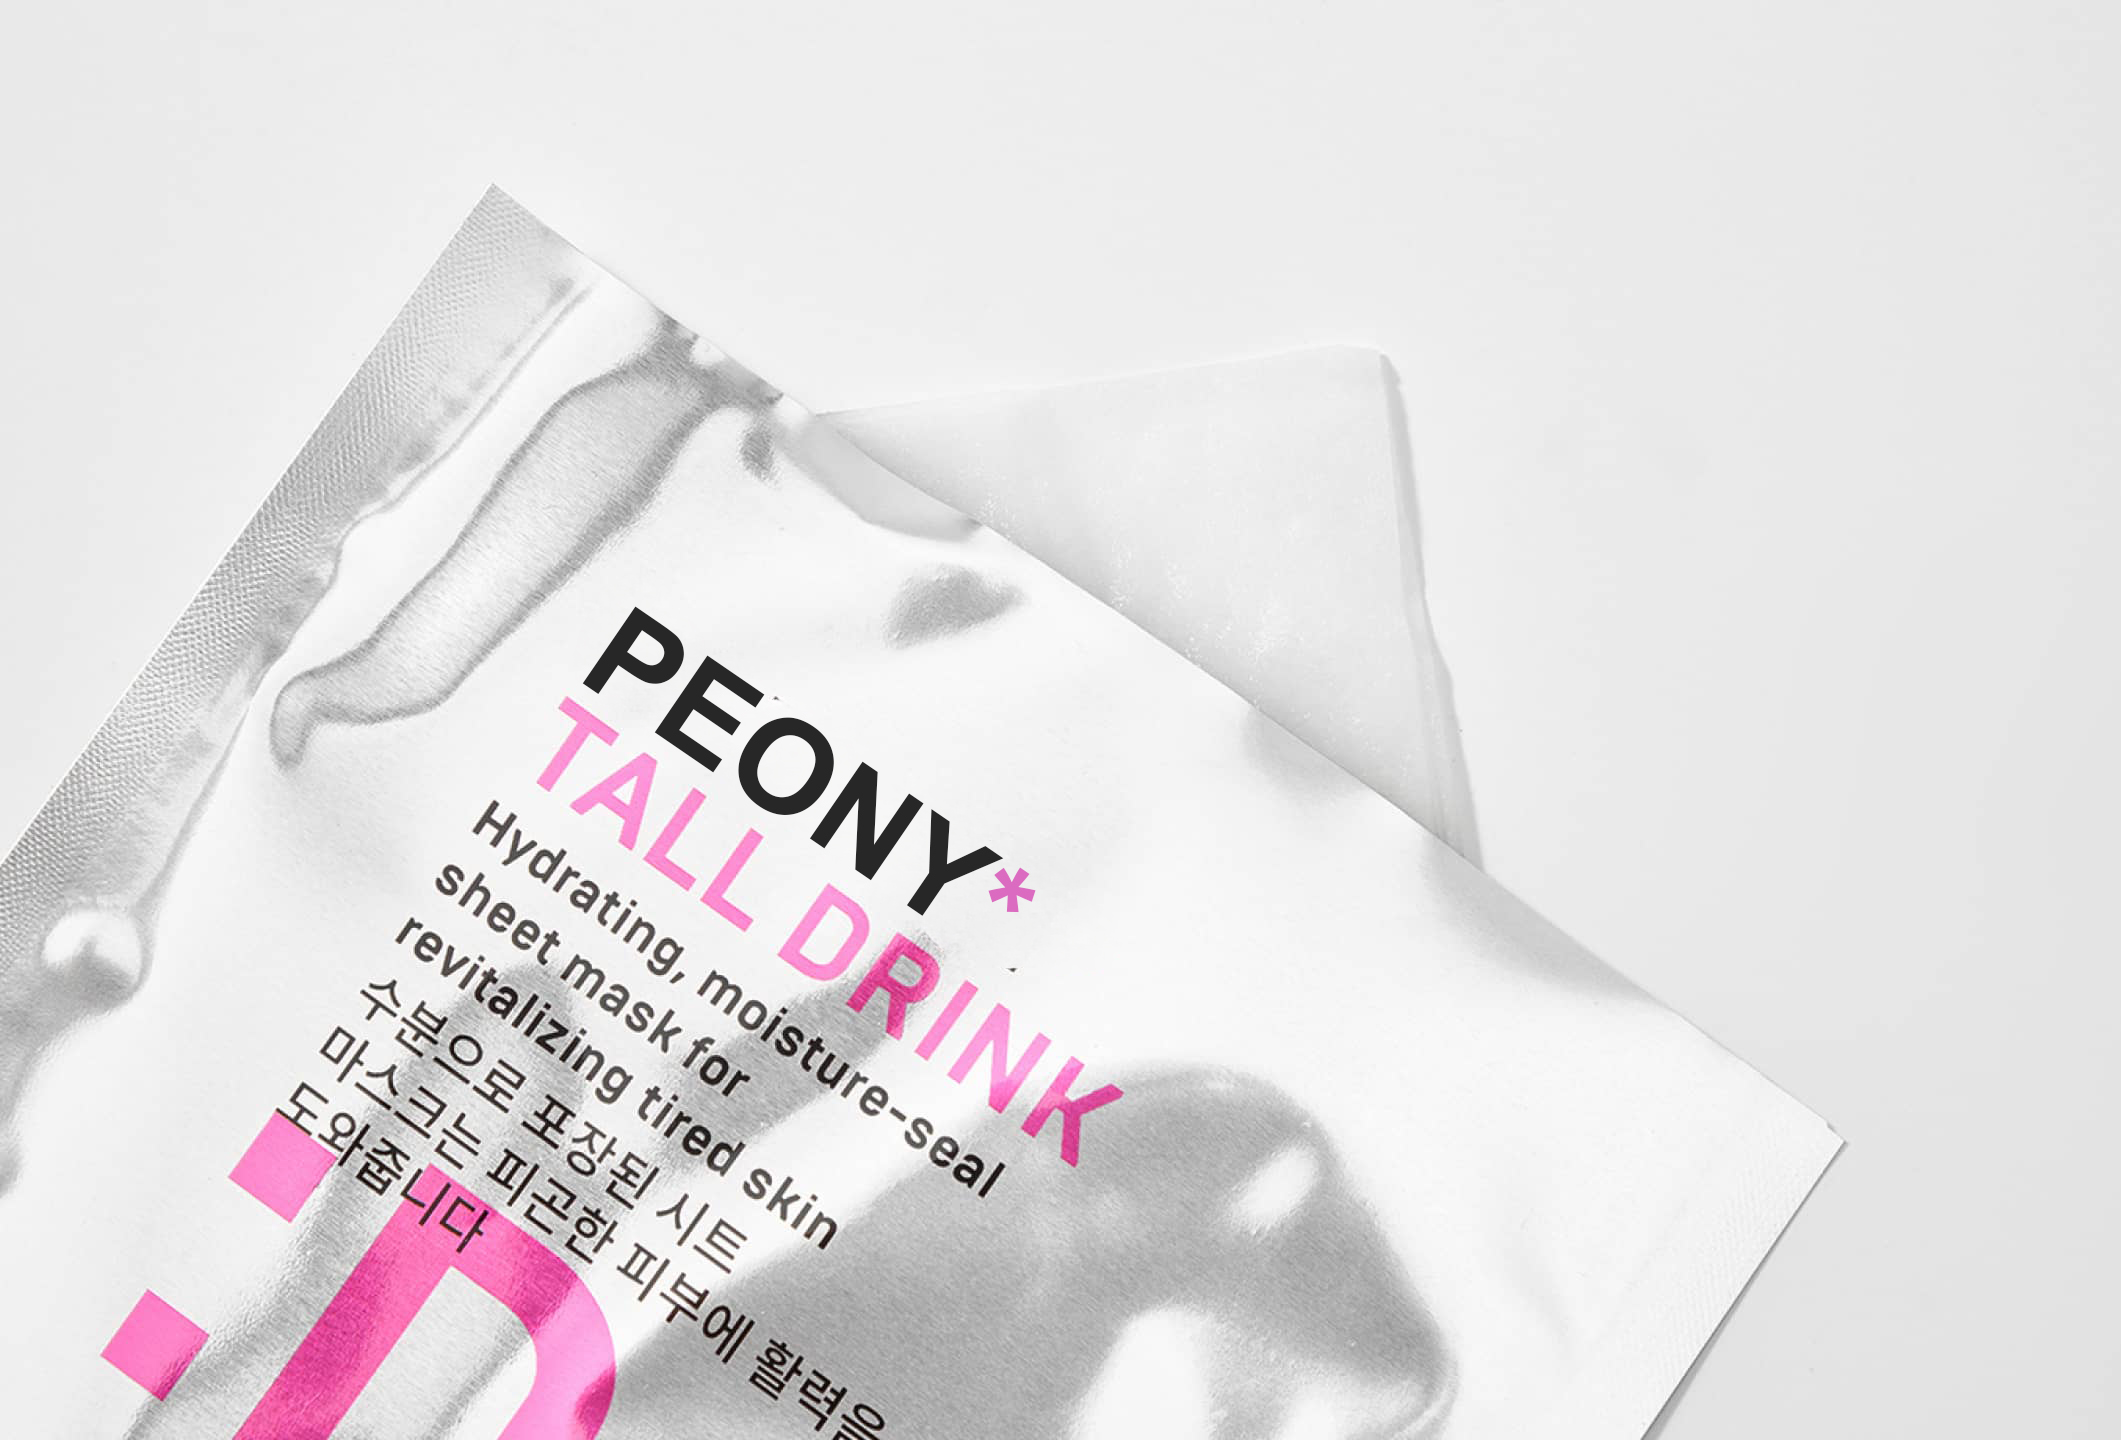 PEONY*
TALL DRINK
Hydrating, moisture-seal
sheet mask for
revitalizing tired skin
수분으로 포장된 시트
마스크는 피곤한 피부에 활력을
도와줍니다
:D